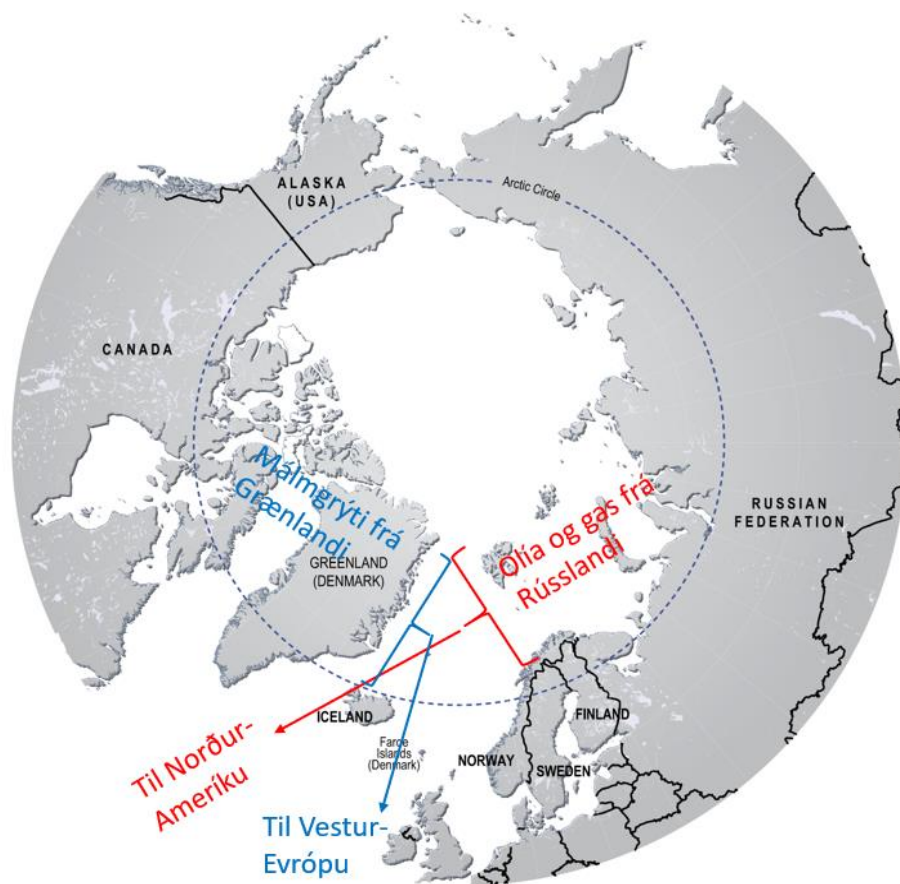 ALASKA
(USA)
Arctic Circle
CANADA
Málmgrýti frá
Grænlandi
Olía og gas frá
Rússlandi
RUSSIAN
FEDERATION
GREENLAND
(DENMARK)
ICELAND
FINLAND
Faroe
Islands
(Denmark)
NORWAY
SWEDEN
Til Norður-
Ameríku
Til Vestur-
Evrópu